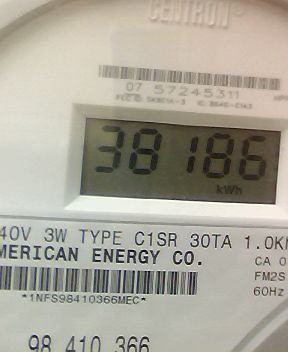 CENTRON®
07 57245311
38186
kWh
40V 3W TYPE C1SR 30TA 1.0K
MERICAN ENERGY CO.
CA 0
FM2S
60Hz
*1NFS98410366MEC*
98 410 366